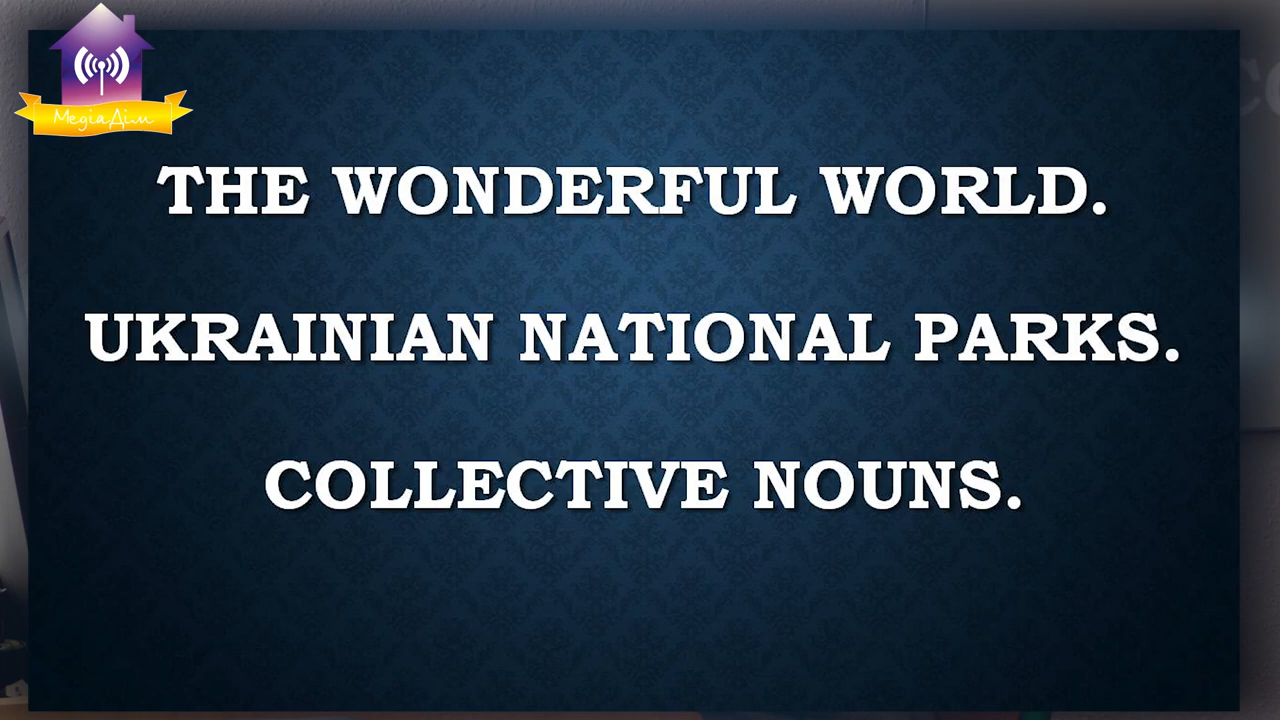 МедіаДім
THE WONDERFUL WORLD.
UKRAINIAN NATIONAL PARKS.
COLLECTIVE NOUNS.